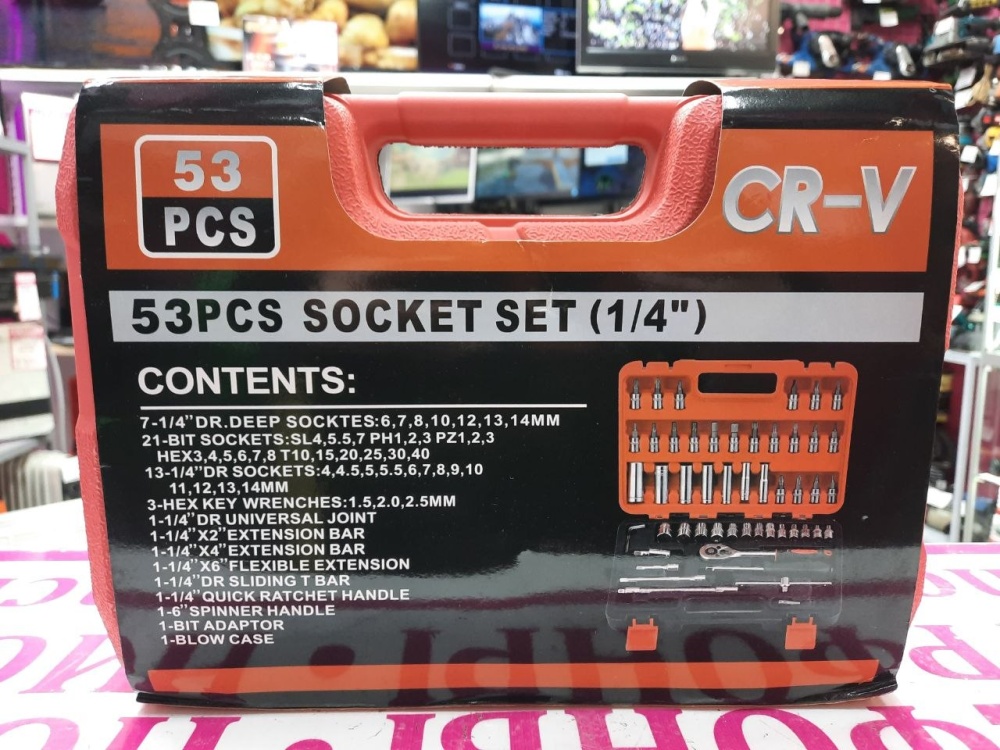 53
PCS
CR-V
53PCS SOCKET SET (1/4")
CONTENTS:
7-1/4"DR.DEEP SOCKTES:6,7,8,10,12,13,14MM
21-BIT SOCKETS:SL4,5.5,7 PH1,2,3 PZ1,2,3
HEX3,4,5,6,7,8 T10,15,20,25,30,40
13-1/4"DR SOCKETS:4,4.5,5,5.5,6,7,8,9,10
11,12,13,14MM
3-HEX KEY WRENCHES:1.5,2.0,2.5MM
1-1/4"DR UNIVERSAL JOINT
1-1/4"X2"EXTENSION BAR
1-1/4"X4"EXTENSION BAR
1-1/4"X6"FLEXIBLE EXTENSION
1-1/4"DR SLIDING T BAR
1-1/4"QUICK RATCHET HANDLE
1-6"SPINNER HANDLE
1-BIT ADAPTOR
1-BLOW CASE